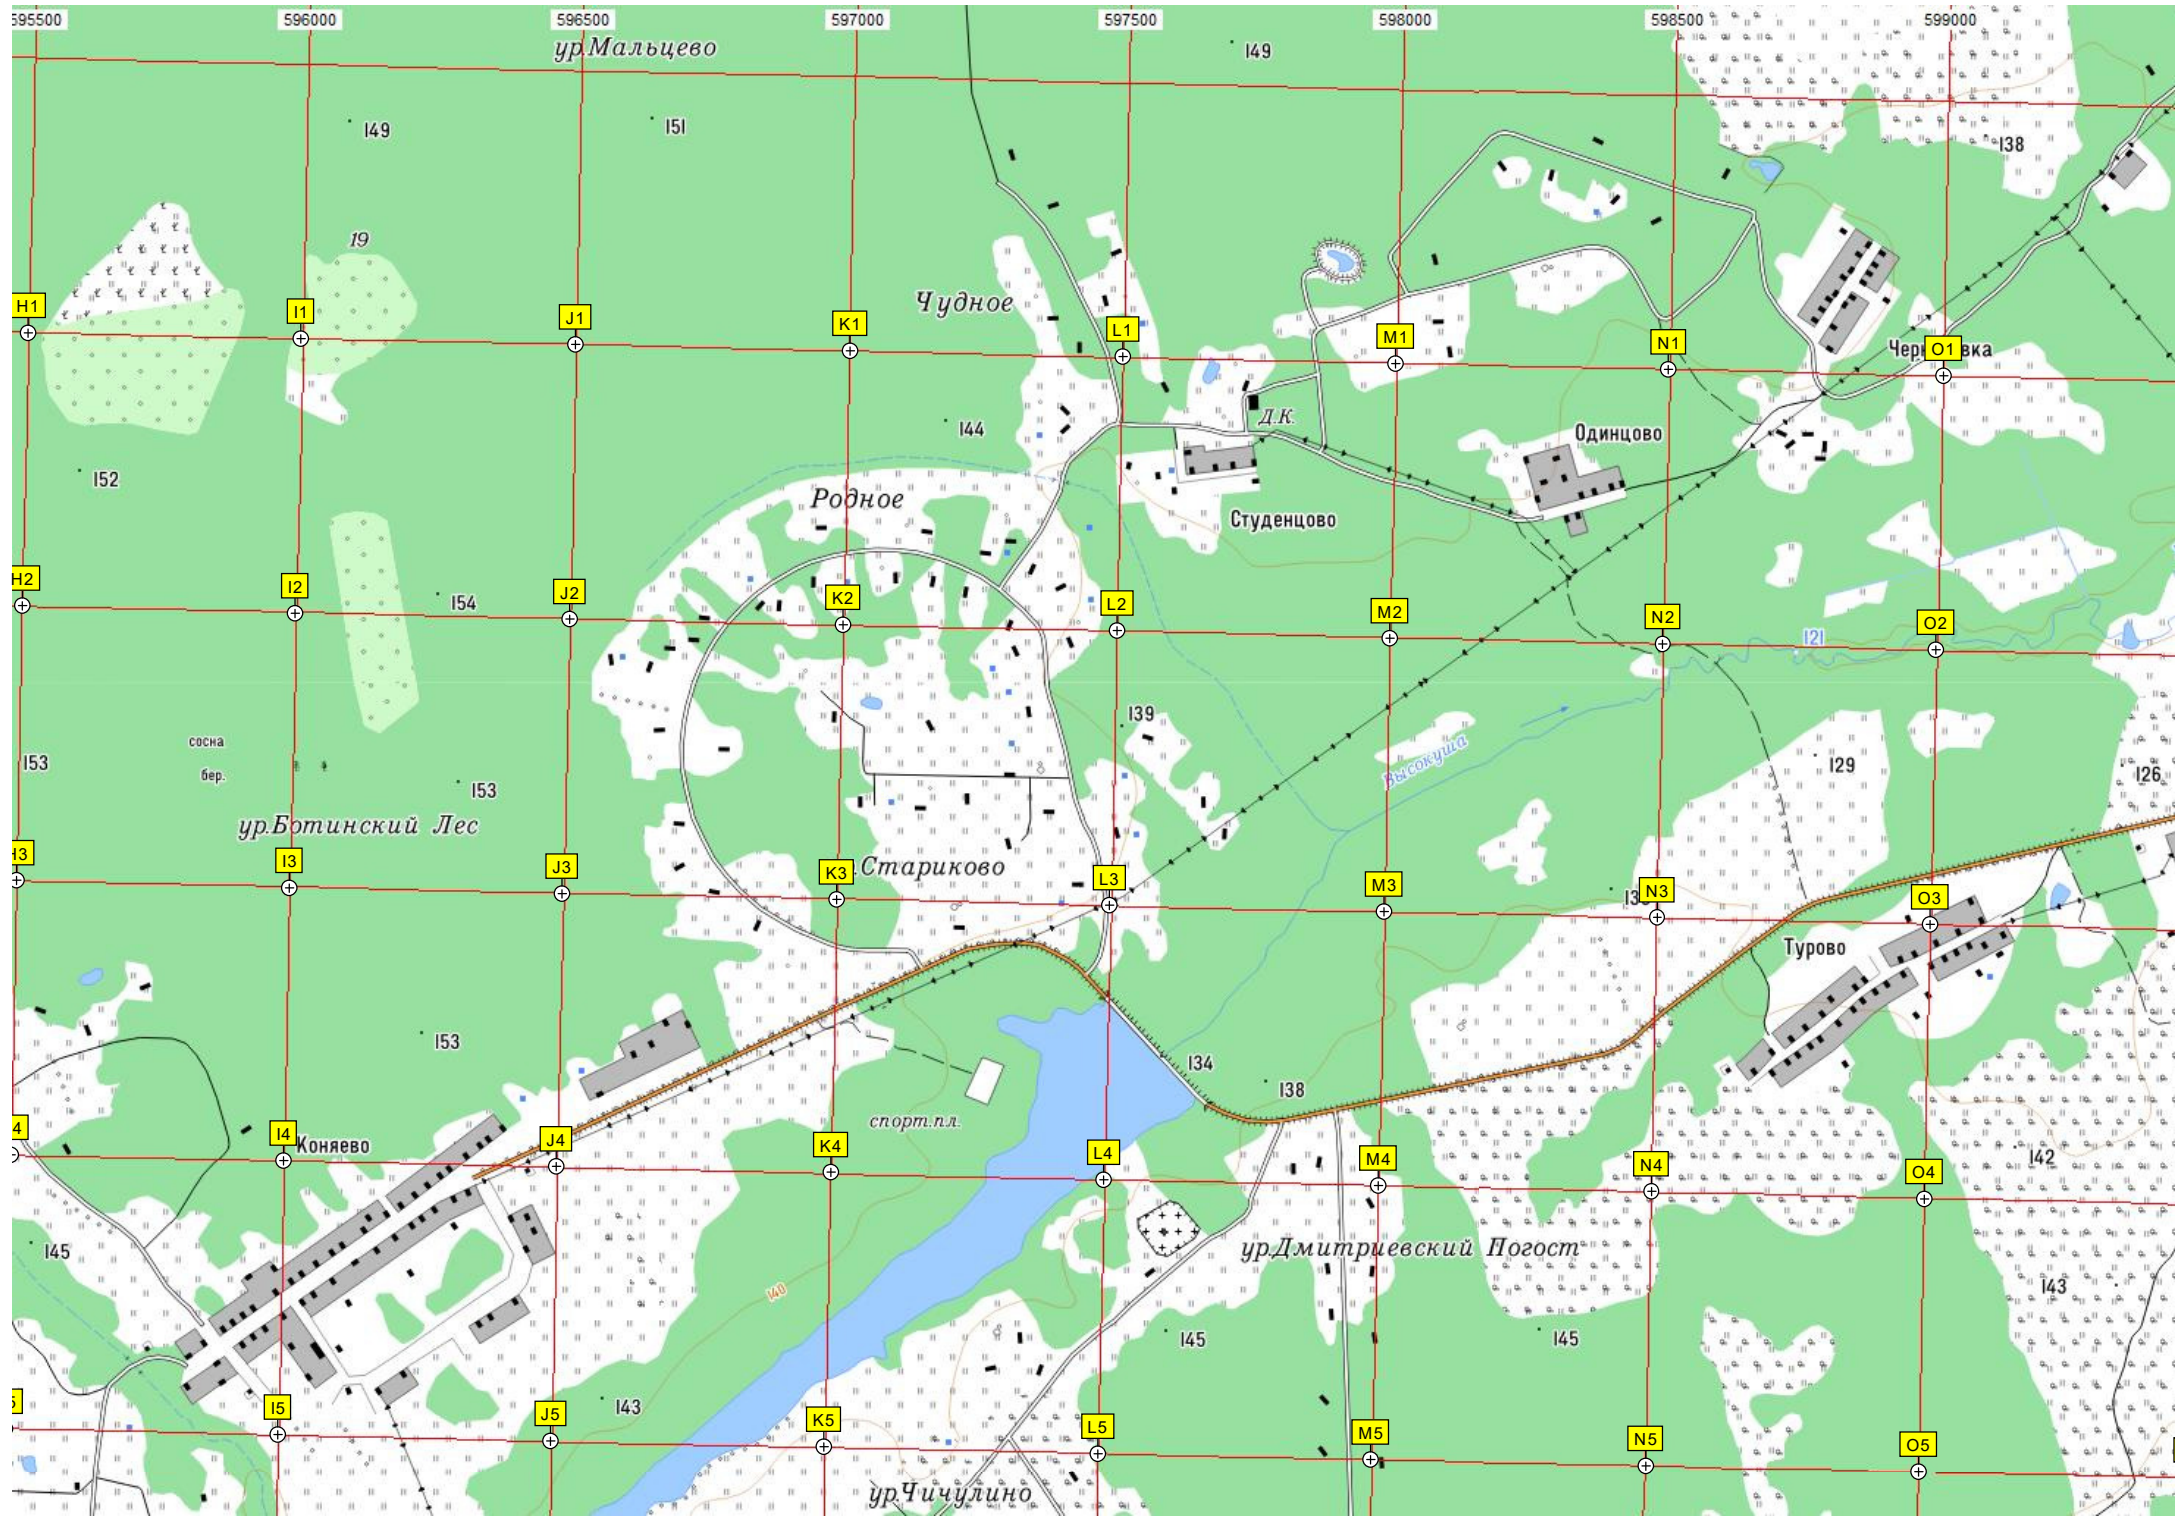 595500 596000 596500 597000 597500 598000 598500 599000
ур.Мальцево
149
149
151
138
19
H1
I1
J1
K1
Чудное
L1
M1
N1
O1
Д.К.
Одинцово
144
152
Родное
Студенцово
H2
I2
154
J2
K2
L2
M2
N2
121
O2
139
сосна
бер.
153
153
Высокуша
129
126
ур.Ботинский Лес
H3
I3
J3
K3
Стариково
L3
M3
N3
O3
Турово
153
134
138
спорт.пл.
4
I4
Коняево
J4
K4
L4
M4
N4
O4
142
145
ур.Дмитриевский Погост
140
143
145
145
143
5
I5
J5
K5
L5
M5
N5
O5
ур.Чичулино